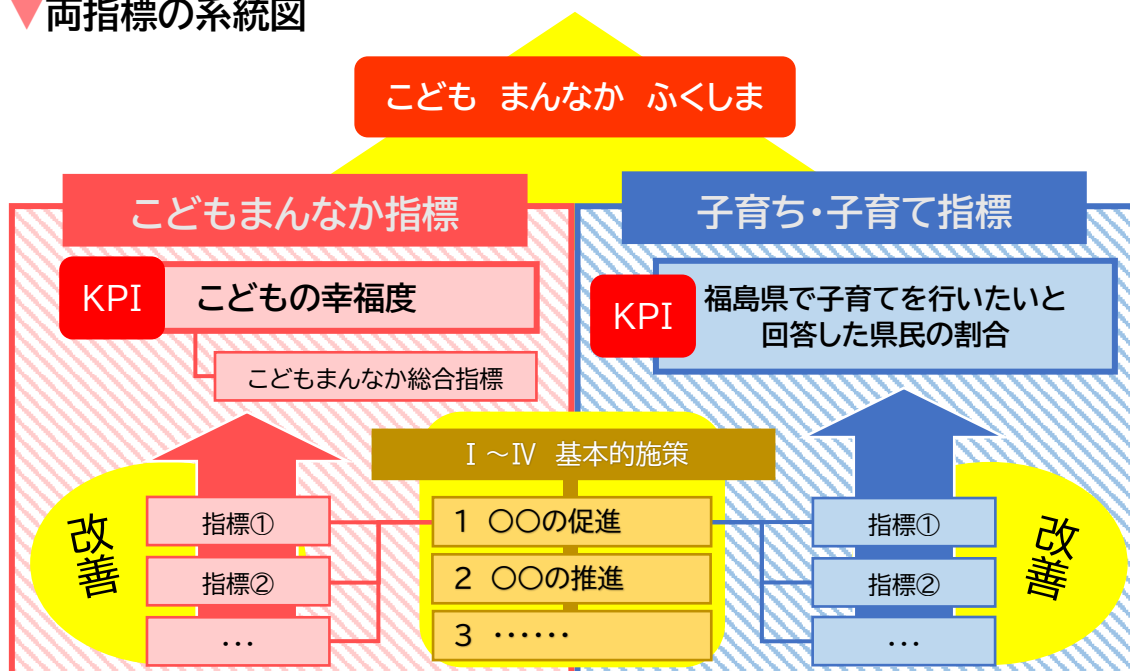 ▼両指標の系統図
こども まんなか ふくしま
こどもまんなか指標
KPI
こどもの幸福度
こどもまんなか総合指標
子育ち・子育て指標
KPI
福島県で子育てを行いたいと
回答した県民の割合
Ⅰ～Ⅳ 基本的施策
1 〇〇の促進
2 〇〇の推進
3 ……
改善
指標①
指標②
…
指標①
指標②
…
改善